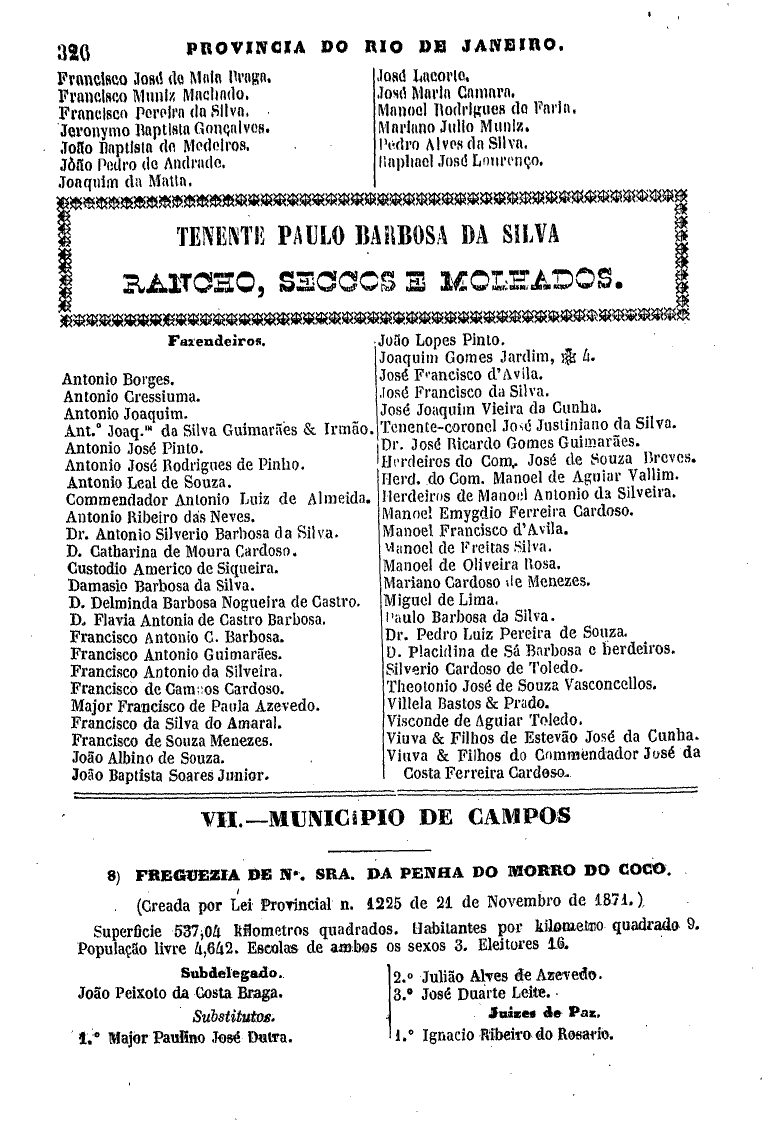 320 PROVINCIA DO RIO DE JANEIRO.
Francisco José de Maia Braga.
Francisco Muniz Machado.
Francisco Pereira da Silva.
Jeronymo Baptista Gonçalves.
João Baptista de Medeiros.
João Pedro de Andrade.
Joaquim da Matta.
José Lacorte.
José Maria Camara.
Manoel Rodrigues de Faria.
Mariano Julio Muniz.
Pedro Alves da Silva.
Raphael José Lourenço.
TENENTE PAULO BARBOSA DA SILVA
RANCHO, SECCOS E MOLHADOS.
Fazendeiros.
Antonio Borges.
Antonio Cressiuma.
Antonio Joaquim.
Ant.º Joaq.ᵐ da Silva Guimarães & Irmão.
Antonio José Pinto.
Antonio José Rodrigues de Pinho.
Antonio Leal de Souza.
Commendador Antonio Luiz de Almeida.
Antonio Ribeiro das Neves.
Dr. Antonio Silverio Barbosa da Silva.
D. Catharina de Moura Cardoso.
Custodio Americo de Siqueira.
Damasio Barbosa da Silva.
D. Delminda Barbosa Nogueira de Castro.
D. Flavia Antonia de Castro Barbosa.
Francisco Antonio C. Barbosa.
Francisco Antonio Guimarães.
Francisco Antonio da Silveira.
Francisco de Campos Cardoso.
Major Francisco de Paula Azevedo.
Francisco da Silva do Amaral.
Francisco de Souza Menezes.
João Albino de Souza.
João Baptista Soares Junior.
João Lopes Pinto.
Joaquim Gomes Jardim, 4.
José Francisco d'Avila.
José Francisco da Silva.
José Joaquim Vieira da Cunha.
Tenente-coronel José Justiniano da Silva.
Dr. José Ricardo Gomes Guimarães.
Herdeiros do Com. José de Souza Breves.
Herd. do Com. Manoel de Aguiar Vallim.
Herdeiros de Manoel Antonio da Silveira.
Manoel Emygdio Ferreira Cardoso.
Manoel Francisco d'Avila.
Manoel de Freitas Silva.
Manoel de Oliveira Rosa.
Mariano Cardoso de Menezes.
Miguel de Lima.
Paulo Barbosa da Silva.
Dr. Pedro Luiz Pereira de Souza.
D. Placidina de Sá Barbosa e herdeiros.
Silverio Cardoso de Toledo.
Theotonio José de Souza Vasconcellos.
Villela Bastos & Prado.
Visconde de Aguiar Toledo.
Viuva & Filhos de Estevão José da Cunha.
Viuva & Filhos do Commendador José da
Costa Ferreira Cardoso.
VII.—MUNICIPIO DE CAMPOS
8) FREGUEZIA DE Nª. SRA. DA PENHA DO MORRO DO COCO.
(Creada por Lei Provincial n. 1225 de 21 de Novembro de 1871.)
Superficie 537,04 kilometros quadrados. Habitantes por kilometro quadrado 9.
População livre 4,642. Escolas de ambos os sexos 3. Eleitores 16.
Subdelegado.
João Peixoto da Costa Braga.
Substitutos.
1.º Major Paulino José Dutra.
2.º Julião Alves de Azevedo.
3.º José Duarte Leite.
Juizes de Paz.
1.º Ignacio Ribeiro do Rosario.